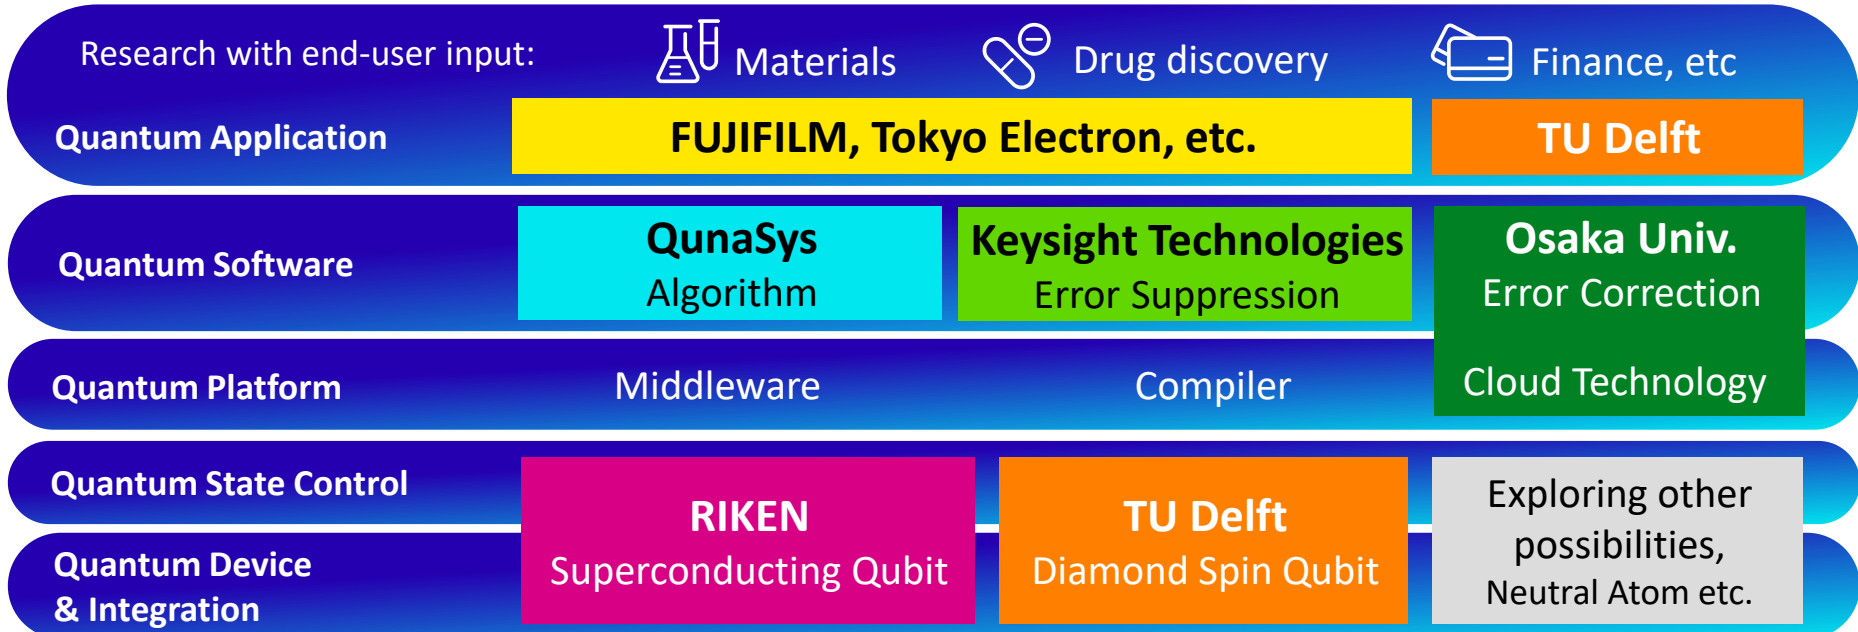 Research with end-user input:
Materials
Drug discovery
Finance, etc
Quantum Application
FUJIFILM, Tokyo Electron, etc.
TU Delft
Quantum Software
QunaSys
Algorithm
Keysight Technologies
Error Suppression
Osaka Univ.
Error Correction
Quantum Platform
Middleware
Compiler
Cloud Technology
Quantum State Control
Quantum Device
& Integration
RIKEN
Superconducting Qubit
TU Delft
Diamond Spin Qubit
Exploring other
possibilities,
Neutral Atom etc.